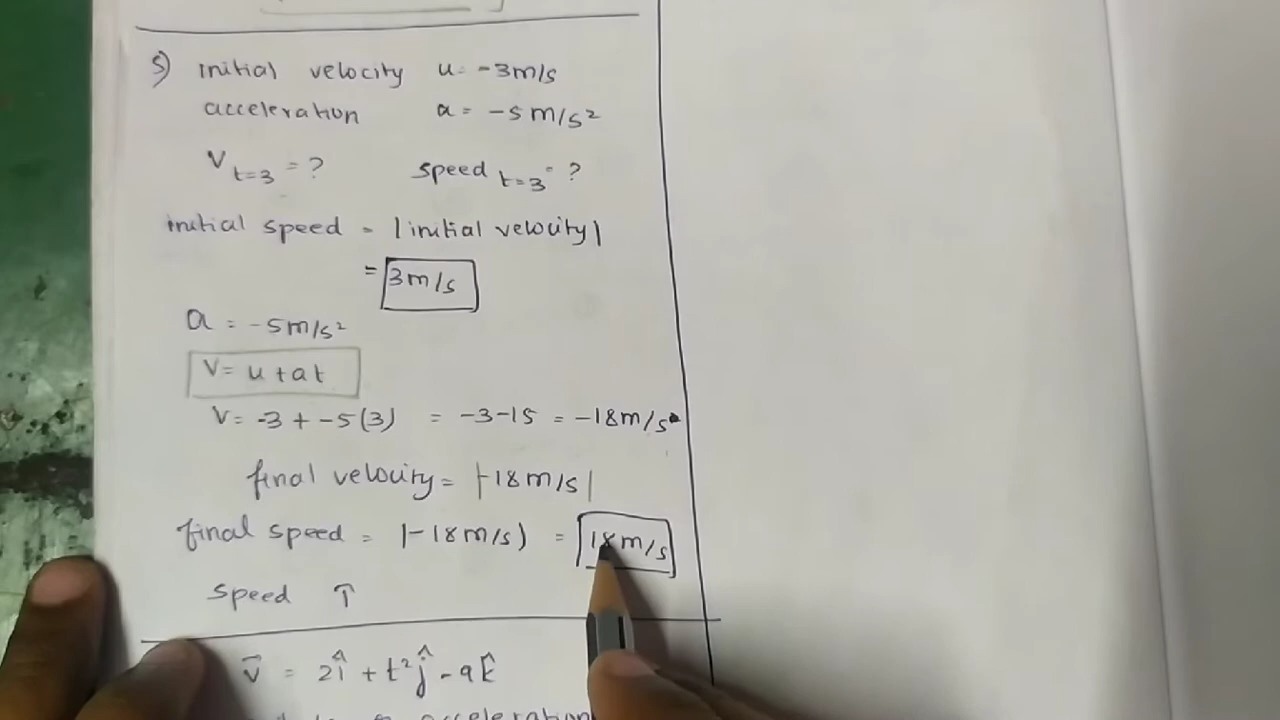 5) initial velocity u = -3m/s
acceleration a = -5 m/s²
V t=3 = ? speed t=3 = ?
initial speed = |initial velocity|
= 3m/s
a = -5m/s²
V = u + at
V = -3 + -5(3) = -3-15 = -18m/s
final velocity = |-18m/s|
final speed = |-18m/s) = 18m/s
speed ↑
v⃗ = 2î + t²ĵ - 9k̂
acceleration